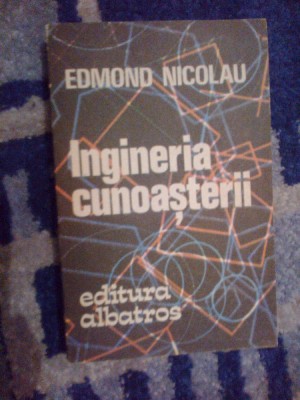 EDMOND NICOLAU
Ingineria
cunoașterii
editura
albatros